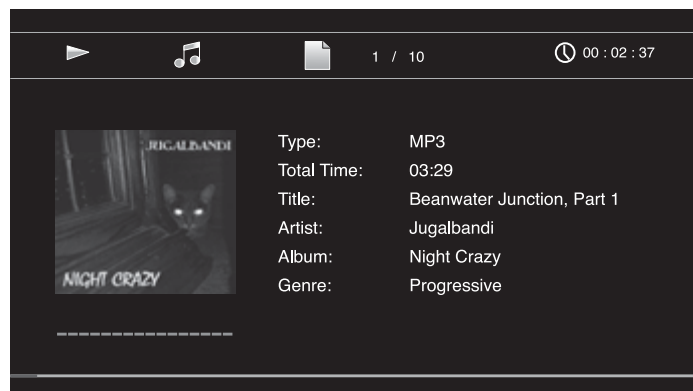 1 / 10
00 : 02 : 37
JUGALBANDI
NIGHT CRAZY
Type: MP3
Total Time: 03:29
Title: Beanwater Junction, Part 1
Artist: Jugalbandi
Album: Night Crazy
Genre: Progressive